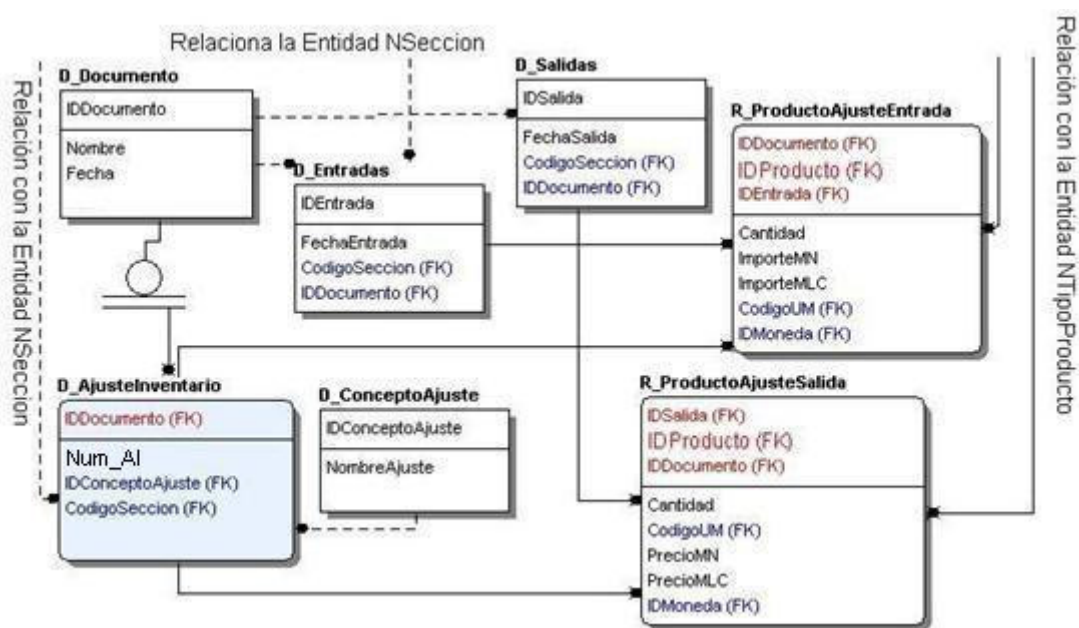 Relaciona la Entidad NSeccion
Relación con la Entidad NSeccion
Relación con la Entidad NTipoProducto
D_Documento
IDDocumento
Nombre
Fecha
D_Salidas
IDSalida
FechaSalida
CodigoSeccion (FK)
IDDocumento (FK)
D_Entradas
IDEntrada
FechaEntrada
CodigoSeccion (FK)
IDDocumento (FK)
R_ProductoAjusteEntrada
IDDocumento (FK)
IDProducto (FK)
IDEntrada (FK)
Cantidad
ImporteMN
ImporteMLC
CodigoUM (FK)
IDMoneda (FK)
D_AjusteInventario
IDDocumento (FK)
Num_AI
IDConceptoAjuste (FK)
CodigoSeccion (FK)
D_ConceptoAjuste
IDConceptoAjuste
NombreAjuste
R_ProductoAjusteSalida
IDSalida (FK)
IDProducto (FK)
IDDocumento (FK)
Cantidad
CodigoUM (FK)
PrecioMN
PrecioMLC
IDMoneda (FK)